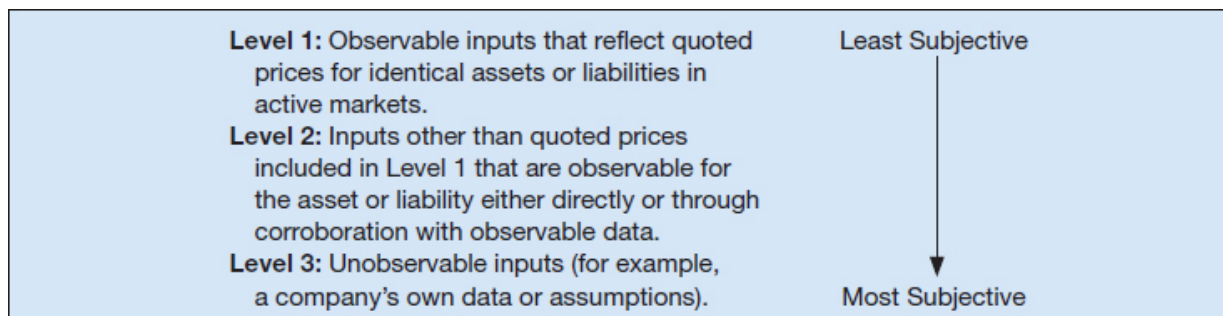 Level 1: Observable inputs that reflect quoted Least Subjective
prices for identical assets or liabilities in
active markets.
Level 2: Inputs other than quoted prices
included in Level 1 that are observable for
the asset or liability either directly or through
corroboration with observable data.
Level 3: Unobservable inputs (for example,
a company's own data or assumptions). Most Subjective